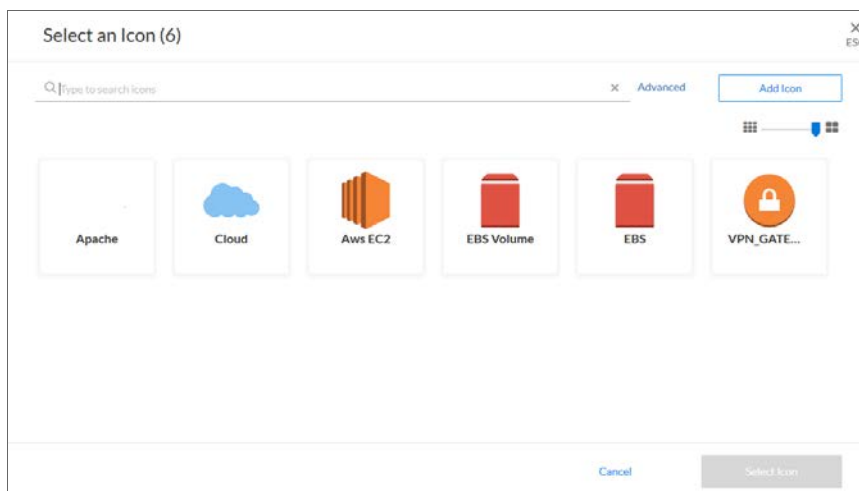 Select an Icon (6)
ES
Type to search icons
Advanced
Add Icon
Apache
Cloud
Aws EC2
EBS Volume
EBS
VPN_GATE...
Cancel
Select Icon